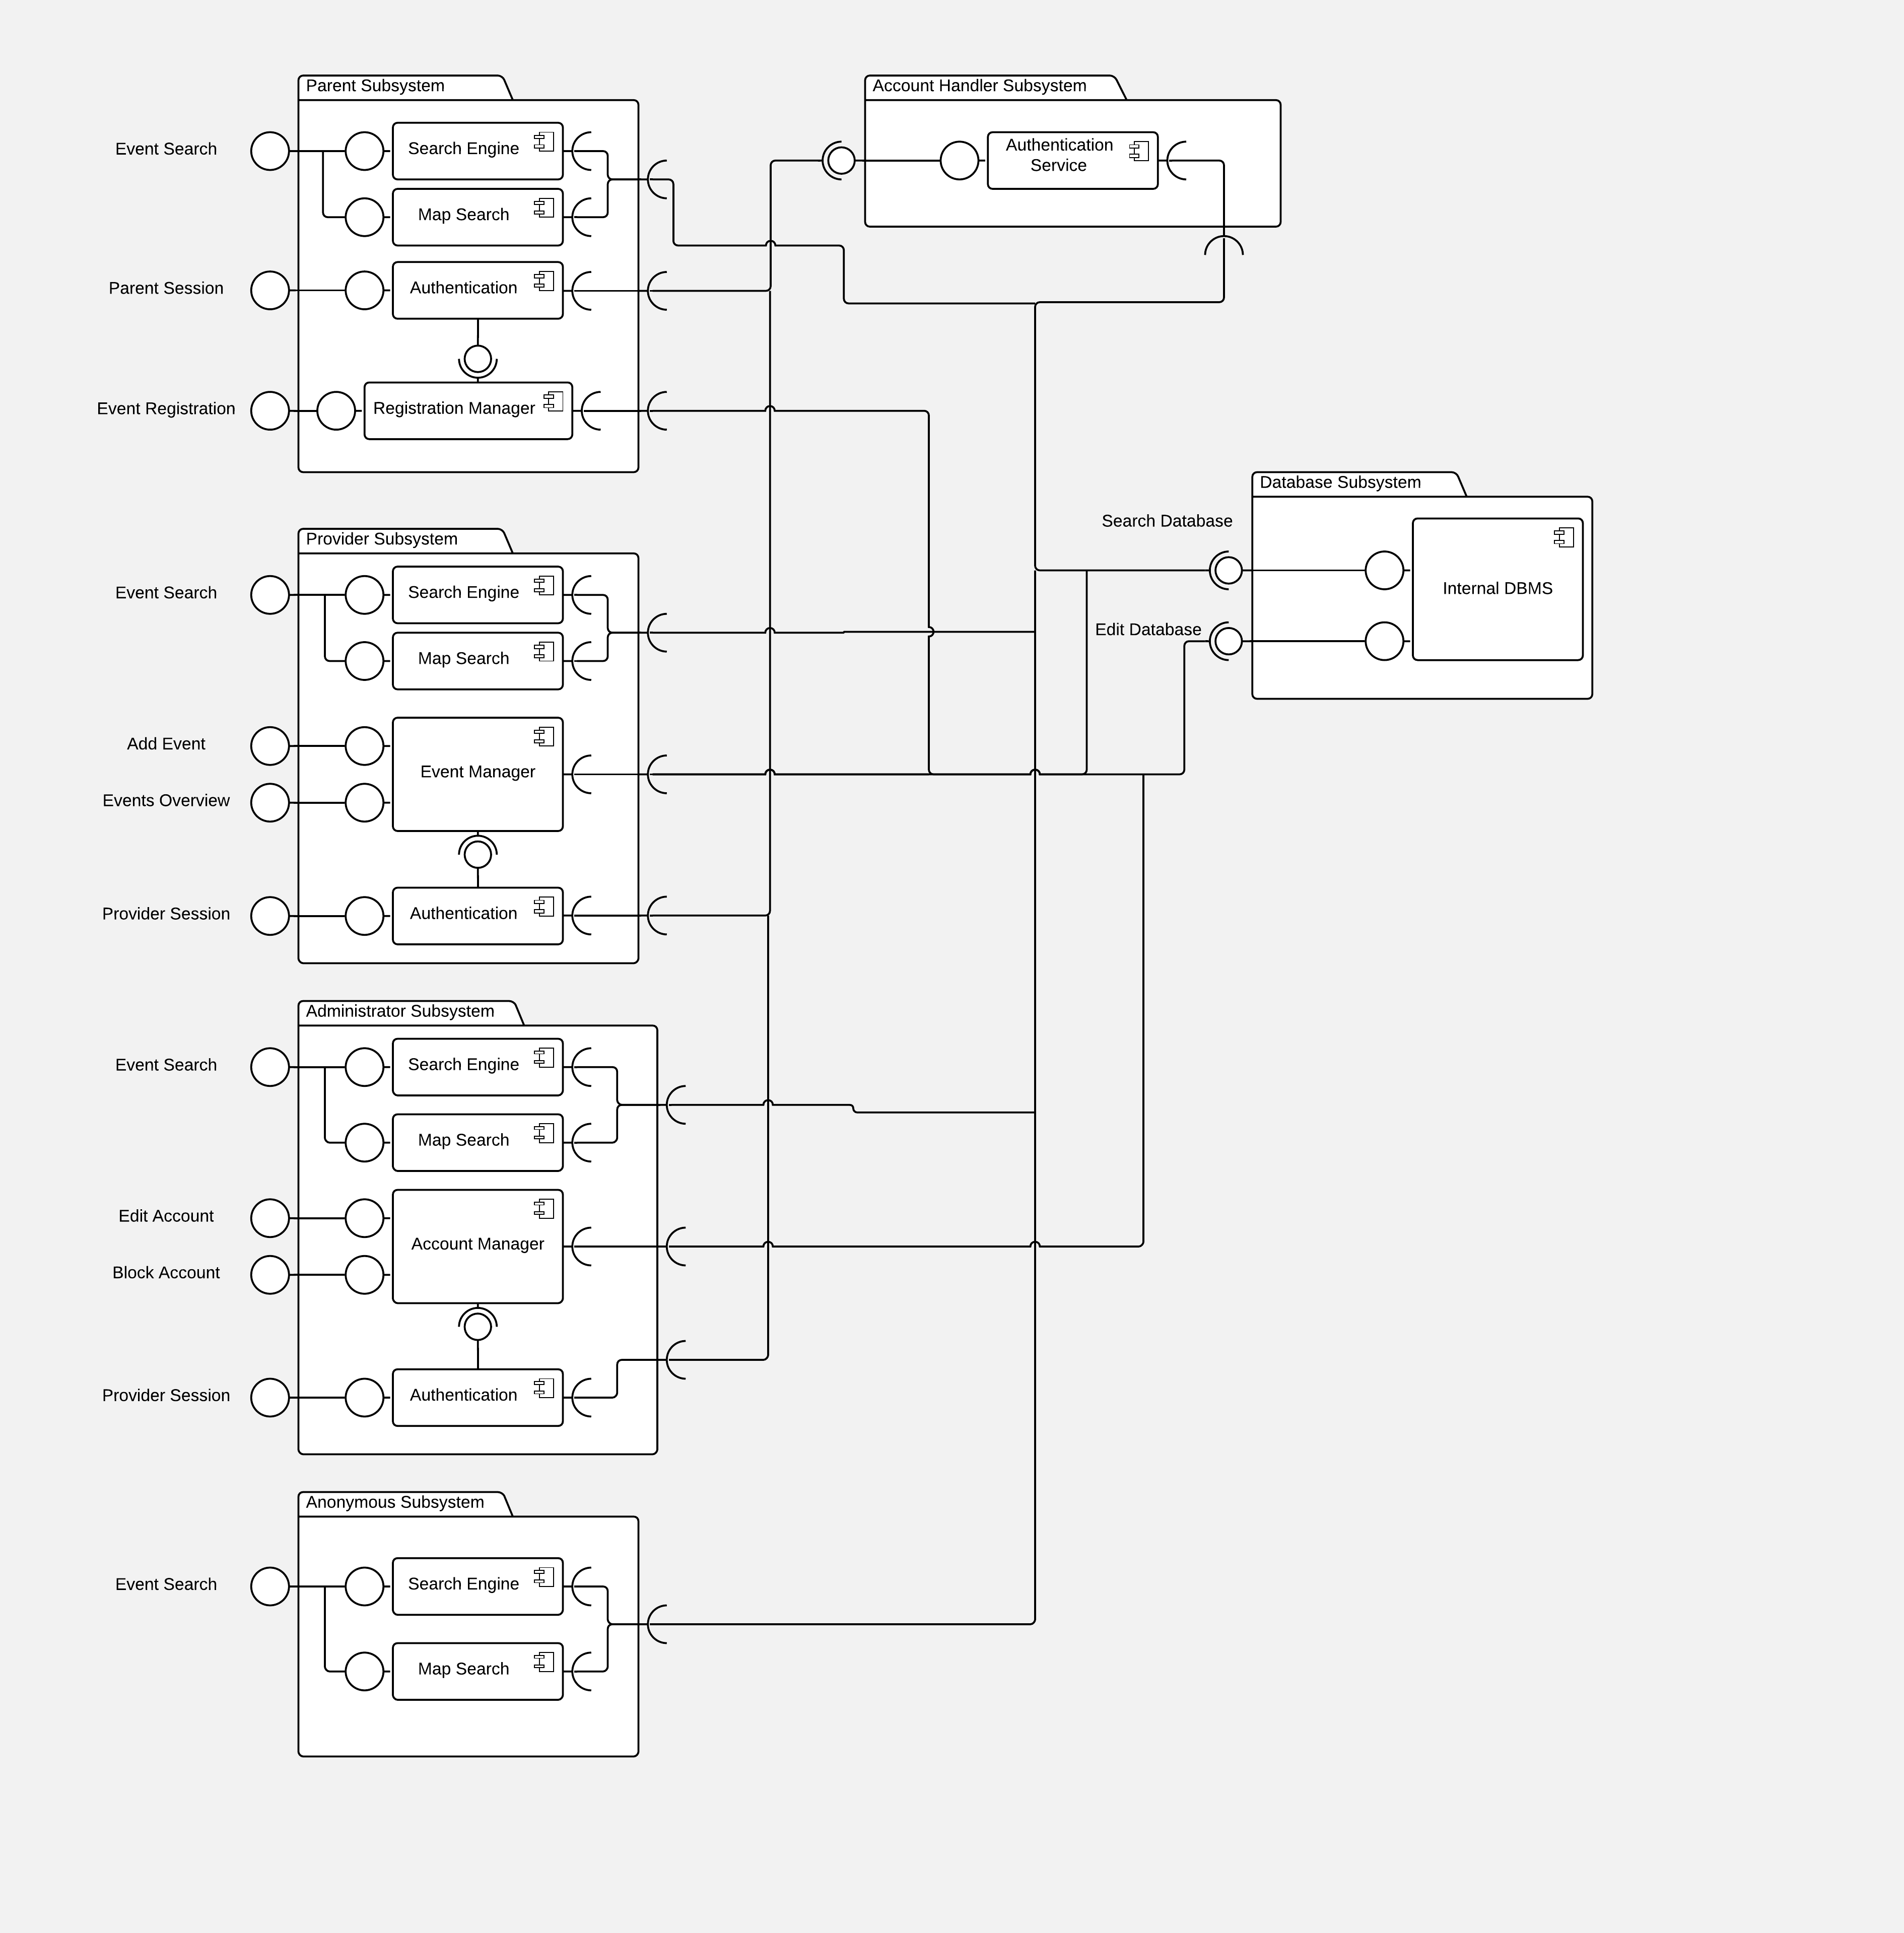 Parent Subsystem
Account Handler Subsystem
Event Search
Search Engine
Authentication
Service
Map Search
Parent Session
Authentication
Event Registration
Registration Manager
Database Subsystem
Search Database
Provider Subsystem
Event Search
Search Engine
Internal DBMS
Edit Database
Map Search
Add Event
Event Manager
Events Overview
Provider Session
Authentication
Administrator Subsystem
Event Search
Search Engine
Map Search
Edit Account
Account Manager
Block Account
Provider Session
Authentication
Anonymous Subsystem
Event Search
Search Engine
Map Search